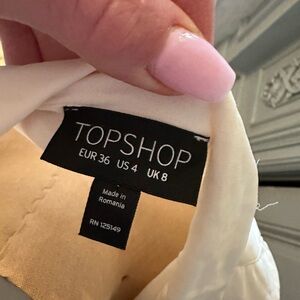 TOPSHOP
EUR 36 US 4 UK 8
Made in
Romania
RN 125149